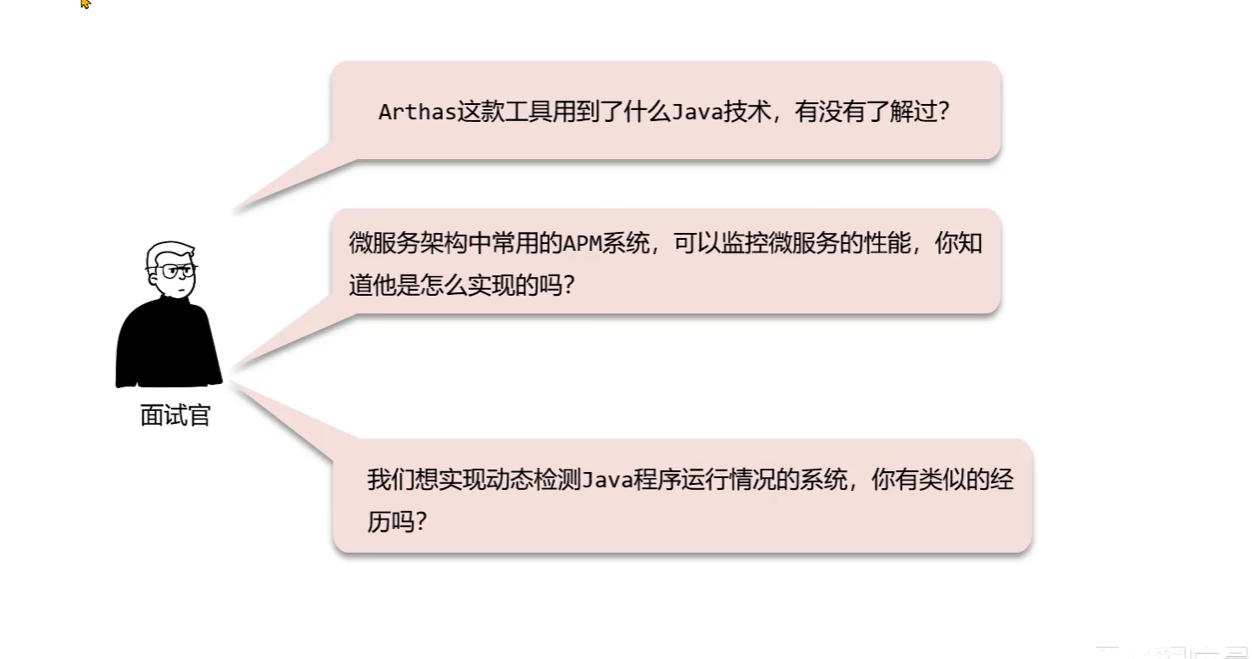 Arthas这款工具用到了什么Java技术，有没有了解过？
微服务架构中常用的APM系统，可以监控微服务的性能，你知
道他是怎么实现的吗？
面试官
我们想实现动态检测Java程序运行情况的系统，你有类似的经
历吗？